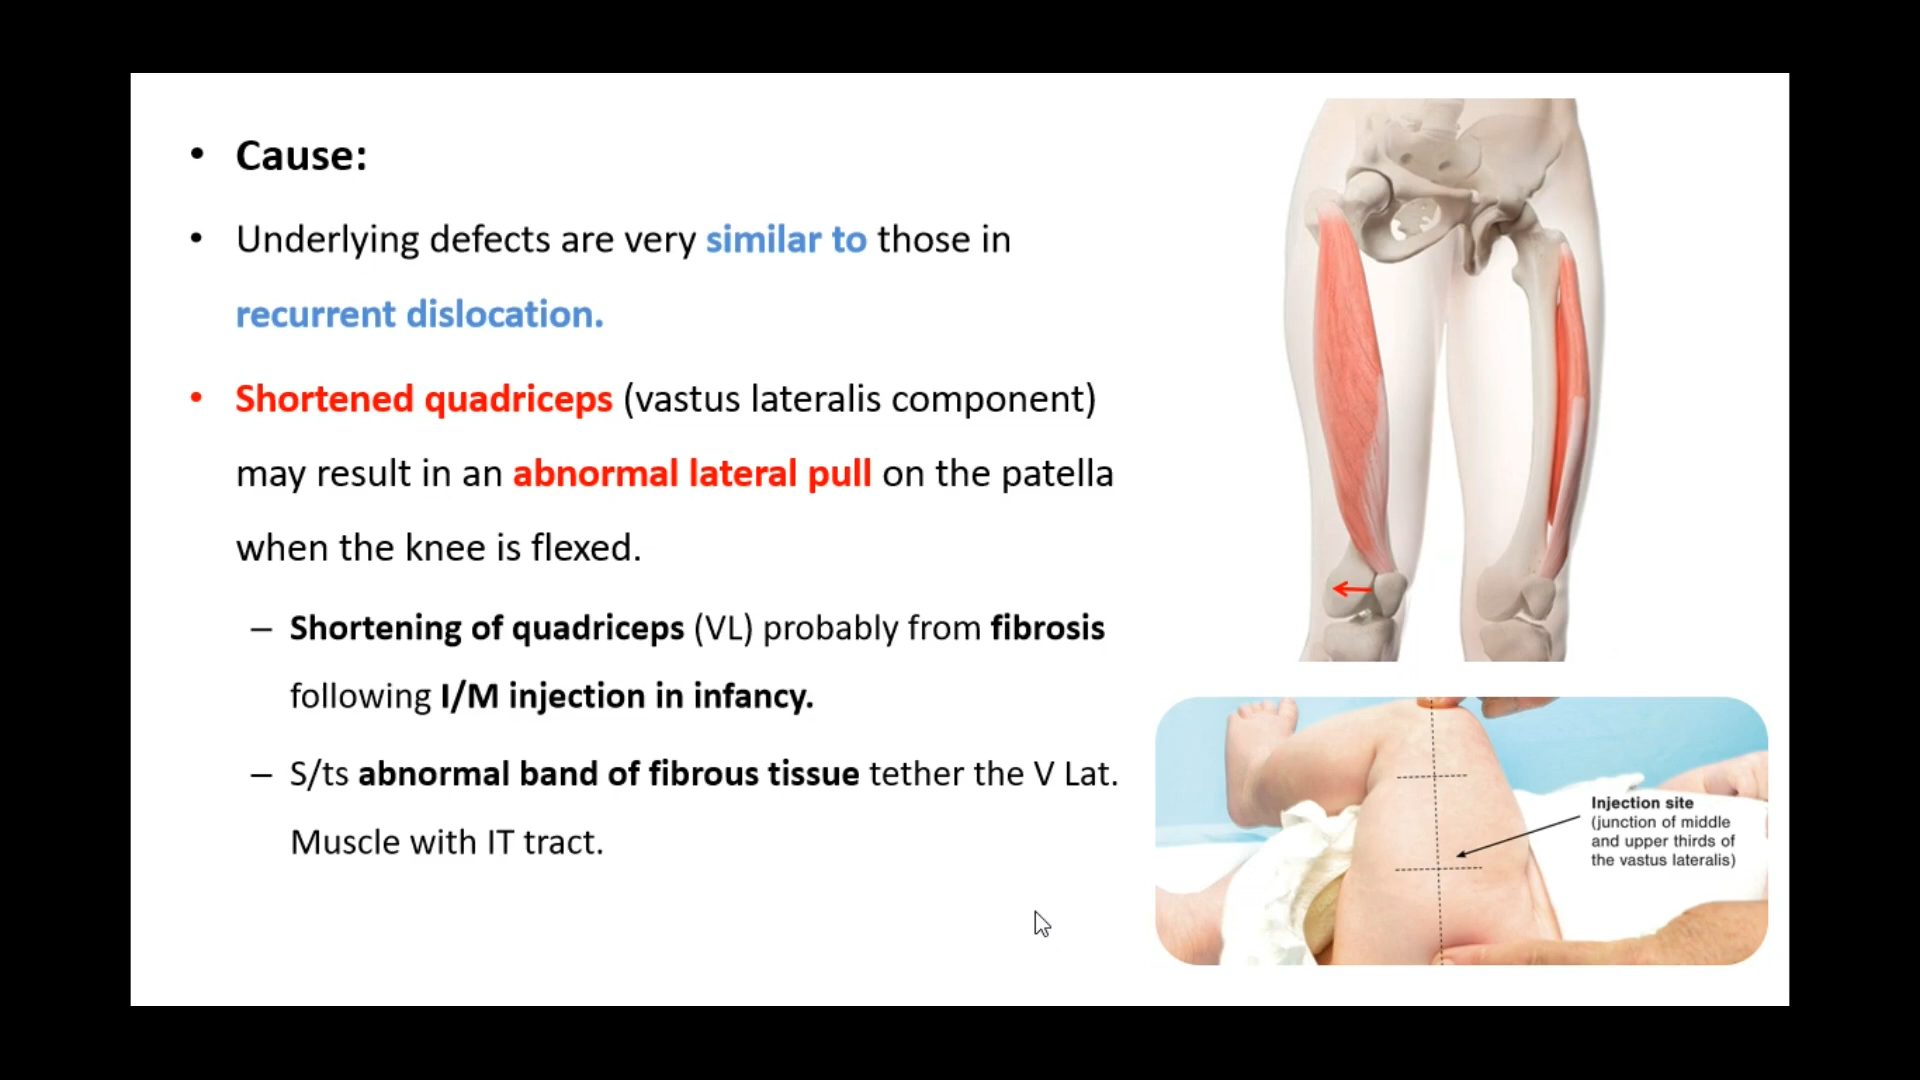 • Cause:
• Underlying defects are very similar to those in
recurrent dislocation.
• Shortened quadriceps (vastus lateralis component)
may result in an abnormal lateral pull on the patella
when the knee is flexed.
– Shortening of quadriceps (VL) probably from fibrosis
following I/M injection in infancy.
– S/ts abnormal band of fibrous tissue tether the V Lat.
Muscle with IT tract.
Injection site
(junction of middle
and upper thirds of
the vastus lateralis)